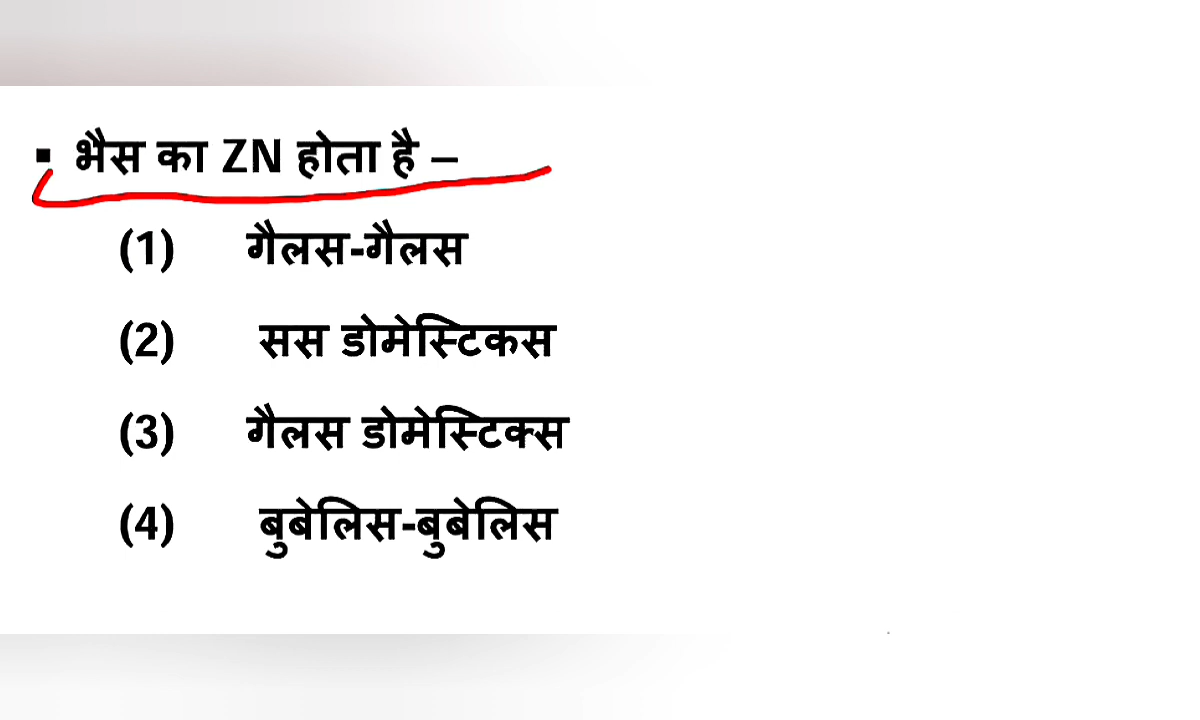 ▪ भैस का ZN होता है –
(1) गैलस-गैलस
(2) सस डोमेस्टिकस
(3) गैलस डोमेस्टिक्स
(4) बुबेलिस-बुबेलिस